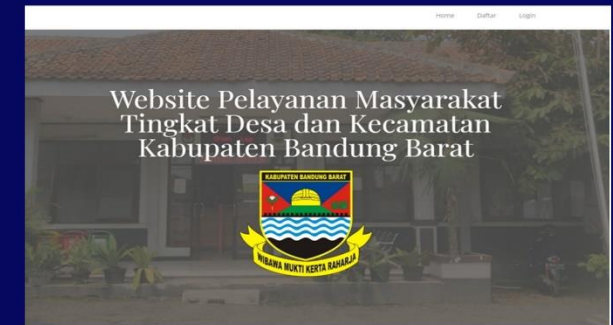 Home Daftar Login
Website Pelayanan Masyarakat
Tingkat Desa dan Kecamatan
Kabupaten Bandung Barat
KABUPATEN BANDUNG BARAT
WIBAWA MUKTI KERTA RAHARJA